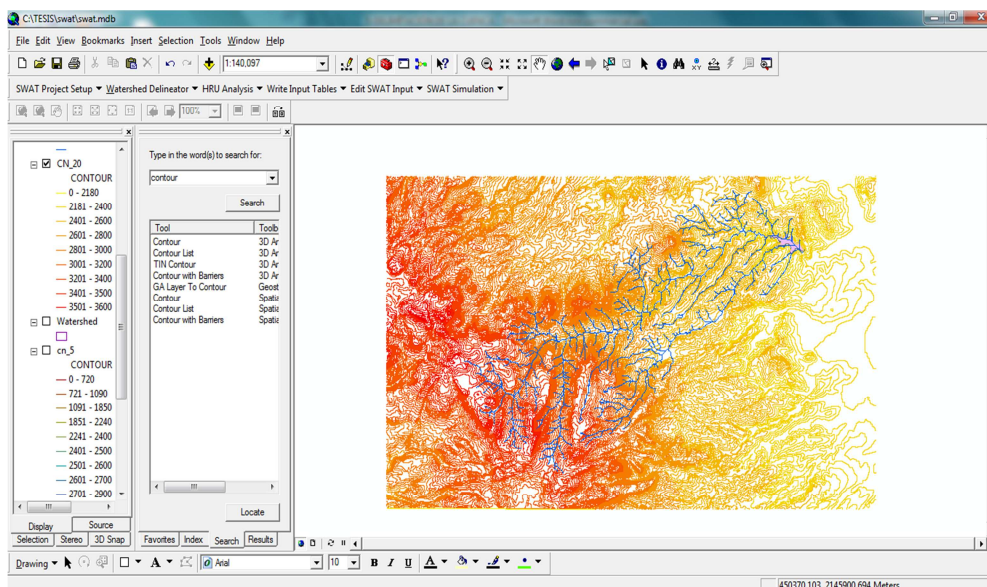 C:\TESIS\swat\swat.mdb
File Edit View Bookmarks Insert Selection Tools Window Help
1:140,097
SWAT Project Setup Watershed Delineator HRU Analysis Write Input Tables Edit SWAT Input SWAT Simulation
100%
CN_20
CONTOUR
0 - 2180
2181 - 2400
2401 - 2600
2601 - 2800
2801 - 3000
3001 - 3200
3201 - 3400
3401 - 3500
3501 - 3600
Watershed
cn_5
CONTOUR
0 - 720
721 - 1090
1091 - 1850
1851 - 2240
2241 - 2400
2401 - 2500
2501 - 2600
2601 - 2700
2701 - 2900
Display Source
Selection Stereo 3D Snap
Type in the word(s) to search for:
contour
Search
Tool Toolb
Contour 3D Ar
Contour List 3D Ar
TIN Contour 3D Ar
Contour with Barriers 3D Ar
GA Layer To Contour Geost
Contour Spatia
Contour List Spatia
Contour with Barriers Spatia
Locate
Favorites Index Search Results
Drawing A Arial 10 B I U A
450370.103 2145900.694 Meters